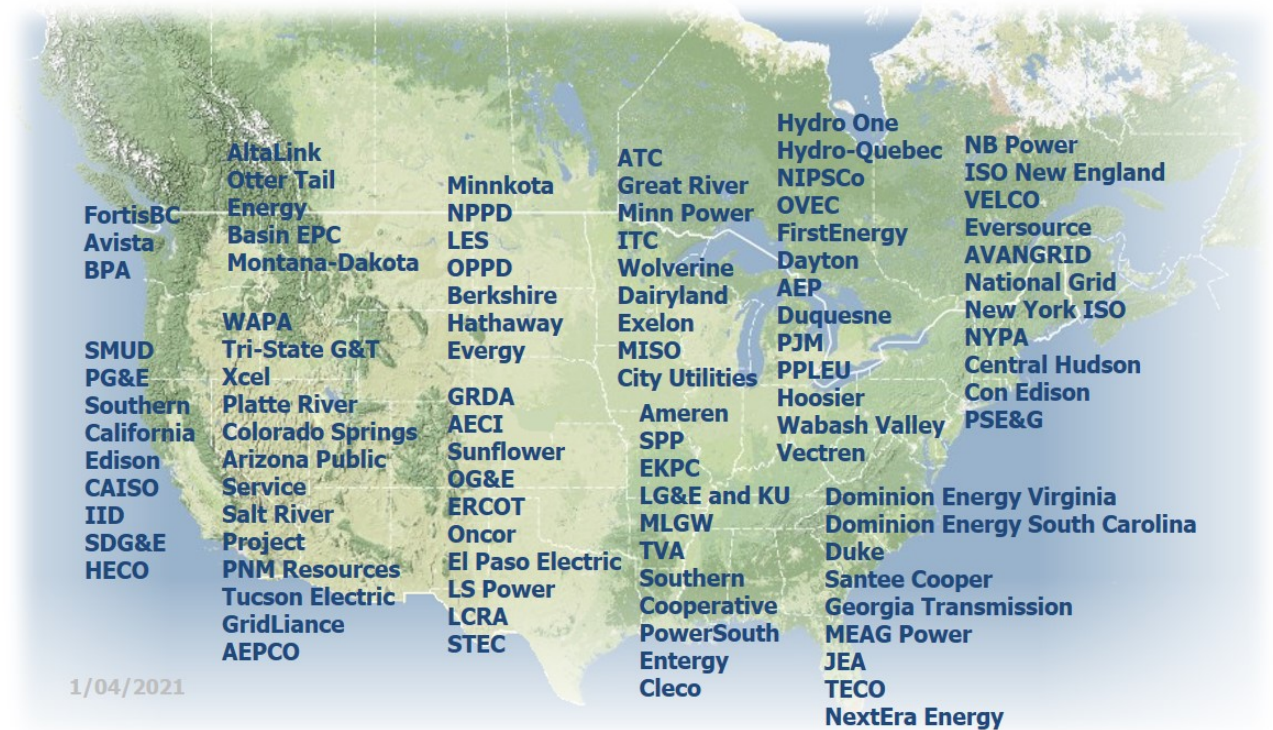 FortisBC
Avista
BPA
SMUD
PG&E
Southern
California
Edison
CAISO
IID
SDG&E
HECO
AltaLink
Otter Tail
Energy
Basin EPC
Montana-Dakota
WAPA
Tri-State G&T
Xcel
Platte River
Colorado Springs
Arizona Public
Service
Salt River
Project
PNM Resources
Tucson Electric
GridLiance
AEPCO
Minnkota
NPPD
LES
OPPD
Berkshire
Hathaway
Evergy
GRDA
AECI
Sunflower
OG&E
ERCOT
Oncor
El Paso Electric
LS Power
LCRA
STEC
ATC
Great River
Minn Power
ITC
Wolverine
Dairyland
Exelon
MISO
City Utilities
Ameren
SPP
EKPC
LG&E and KU
MLGW
TVA
Southern
Cooperative
PowerSouth
Entergy
Cleco
Hydro One
Hydro-Quebec
NIPSCo
OVEC
FirstEnergy
Dayton
AEP
Duquesne
PJM
PPLEU
Hoosier
Wabash Valley
Vectren
NB Power
ISO New England
VELCO
Eversource
AVANGRID
National Grid
New York ISO
NYPA
Central Hudson
Con Edison
PSE&G
Dominion Energy Virginia
Dominion Energy South Carolina
Duke
Santee Cooper
Georgia Transmission
MEAG Power
JEA
TECO
NextEra Energy
1/04/2021